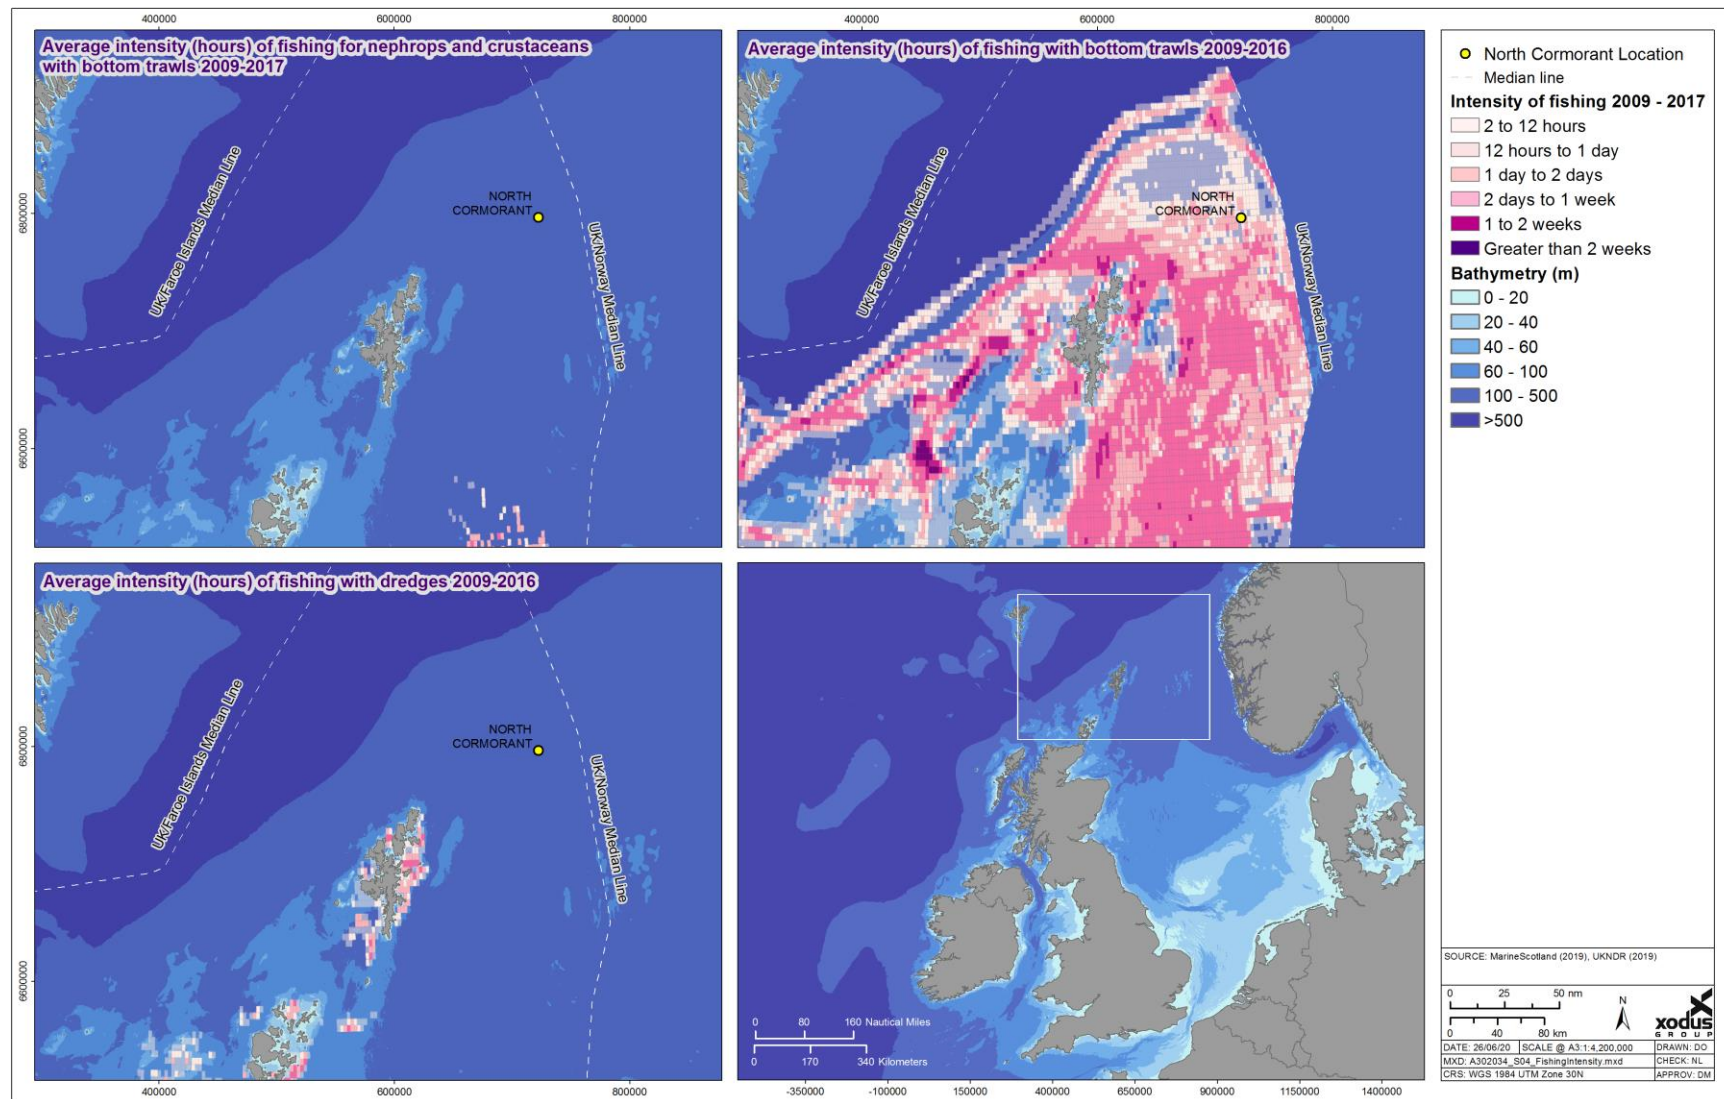 400000
600000
800000
400000
600000
800000
Average intensity (hours) of fishing for nephrops and crustaceans
with bottom trawls 2009-2017
UK/Faroe Islands Median Line
NORTH
CORMORANT
UK/Norway Median Line
6800000
6600000
Average intensity (hours) of fishing with bottom trawls 2009-2016
UK/Faroe Islands Median Line
NORTH
CORMORANT
UK/Norway Median Line
Average intensity (hours) of fishing with dredges 2009-2016
UK/Faroe Islands Median Line
NORTH
CORMORANT
UK/Norway Median Line
6800000
6600000
400000
600000
800000
0 80 160 Nautical Miles
0 170 340 Kilometers
-350000
-100000
150000
400000
650000
900000
1150000
1400000
North Cormorant Location
Median line
Intensity of fishing 2009 - 2017
2 to 12 hours
12 hours to 1 day
1 day to 2 days
2 days to 1 week
1 to 2 weeks
Greater than 2 weeks
Bathymetry (m)
0 - 20
20 - 40
40 - 60
60 - 100
100 - 500
>500
SOURCE: MarineScotland (2019), UKNDR (2019)
0 25 50 nm
0 40 80 km
N
xodus
GROUP
DATE: 26/06/20 SCALE @ A3:1:4,200,000 DRAWN: DO
MXD: A302034_S04_FishingIntensity.mxd CHECK: NL
CRS: WGS 1984 UTM Zone 30N APPROV: DM